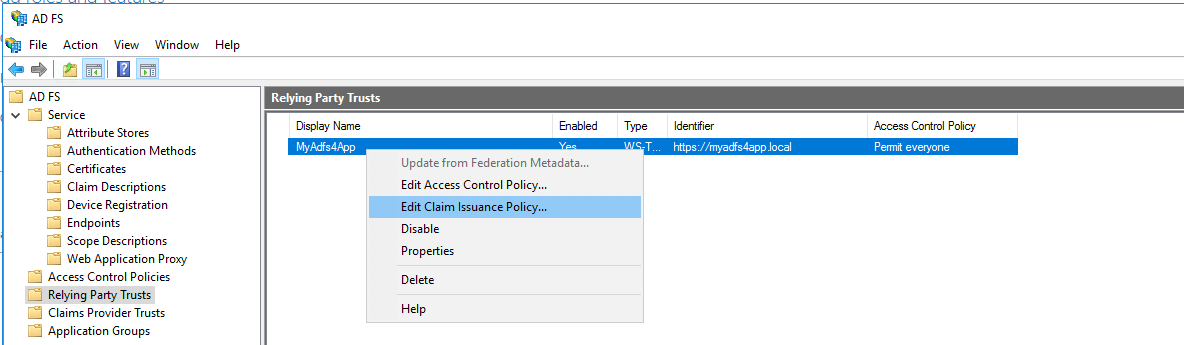 AD FS
File Action View Window Help
AD FS
Service
Attribute Stores
Authentication Methods
Certificates
Claim Descriptions
Device Registration
Endpoints
Scope Descriptions
Web Application Proxy
Access Control Policies
Relying Party Trusts
Claims Provider Trusts
Application Groups
Relying Party Trusts
Display Name Enabled Type Identifier Access Control Policy
MyAdfs4App Yes WS-T... https://myadfs4app.local Permit everyone
Update from Federation Metadata...
Edit Access Control Policy...
Edit Claim Issuance Policy...
Disable
Properties
Delete
Help